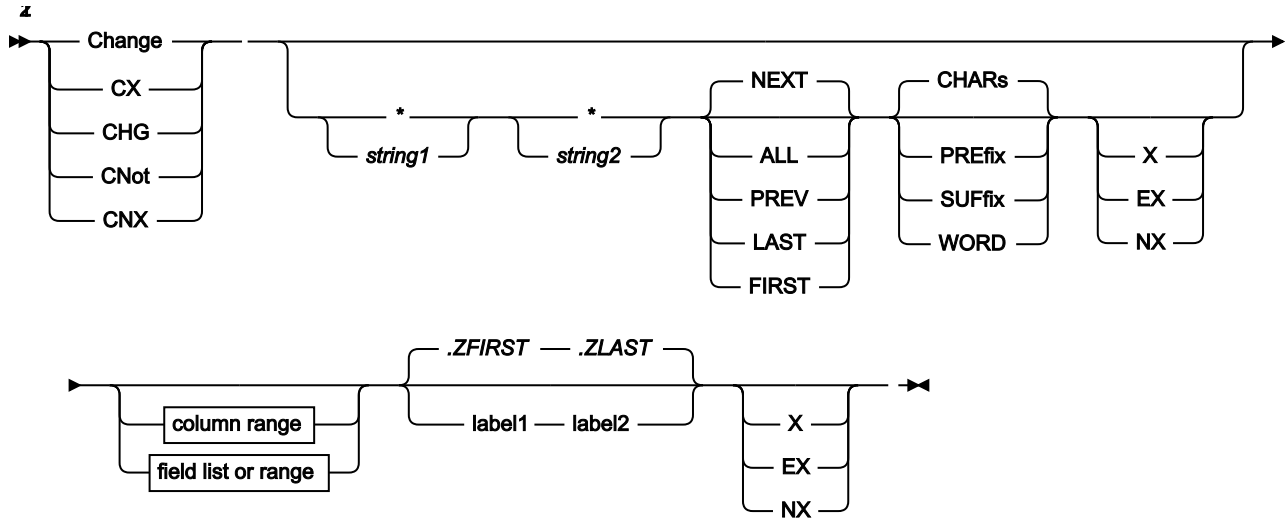 Change
CX
CHG
CNot
CNX
* *
string1 string2
NEXT
ALL
PREV
LAST
FIRST
CHARs
PREfix
SUFfix
WORD
X
EX
NX
column range
field list or range
.ZFIRST .ZLAST
label1 label2
X
EX
NX